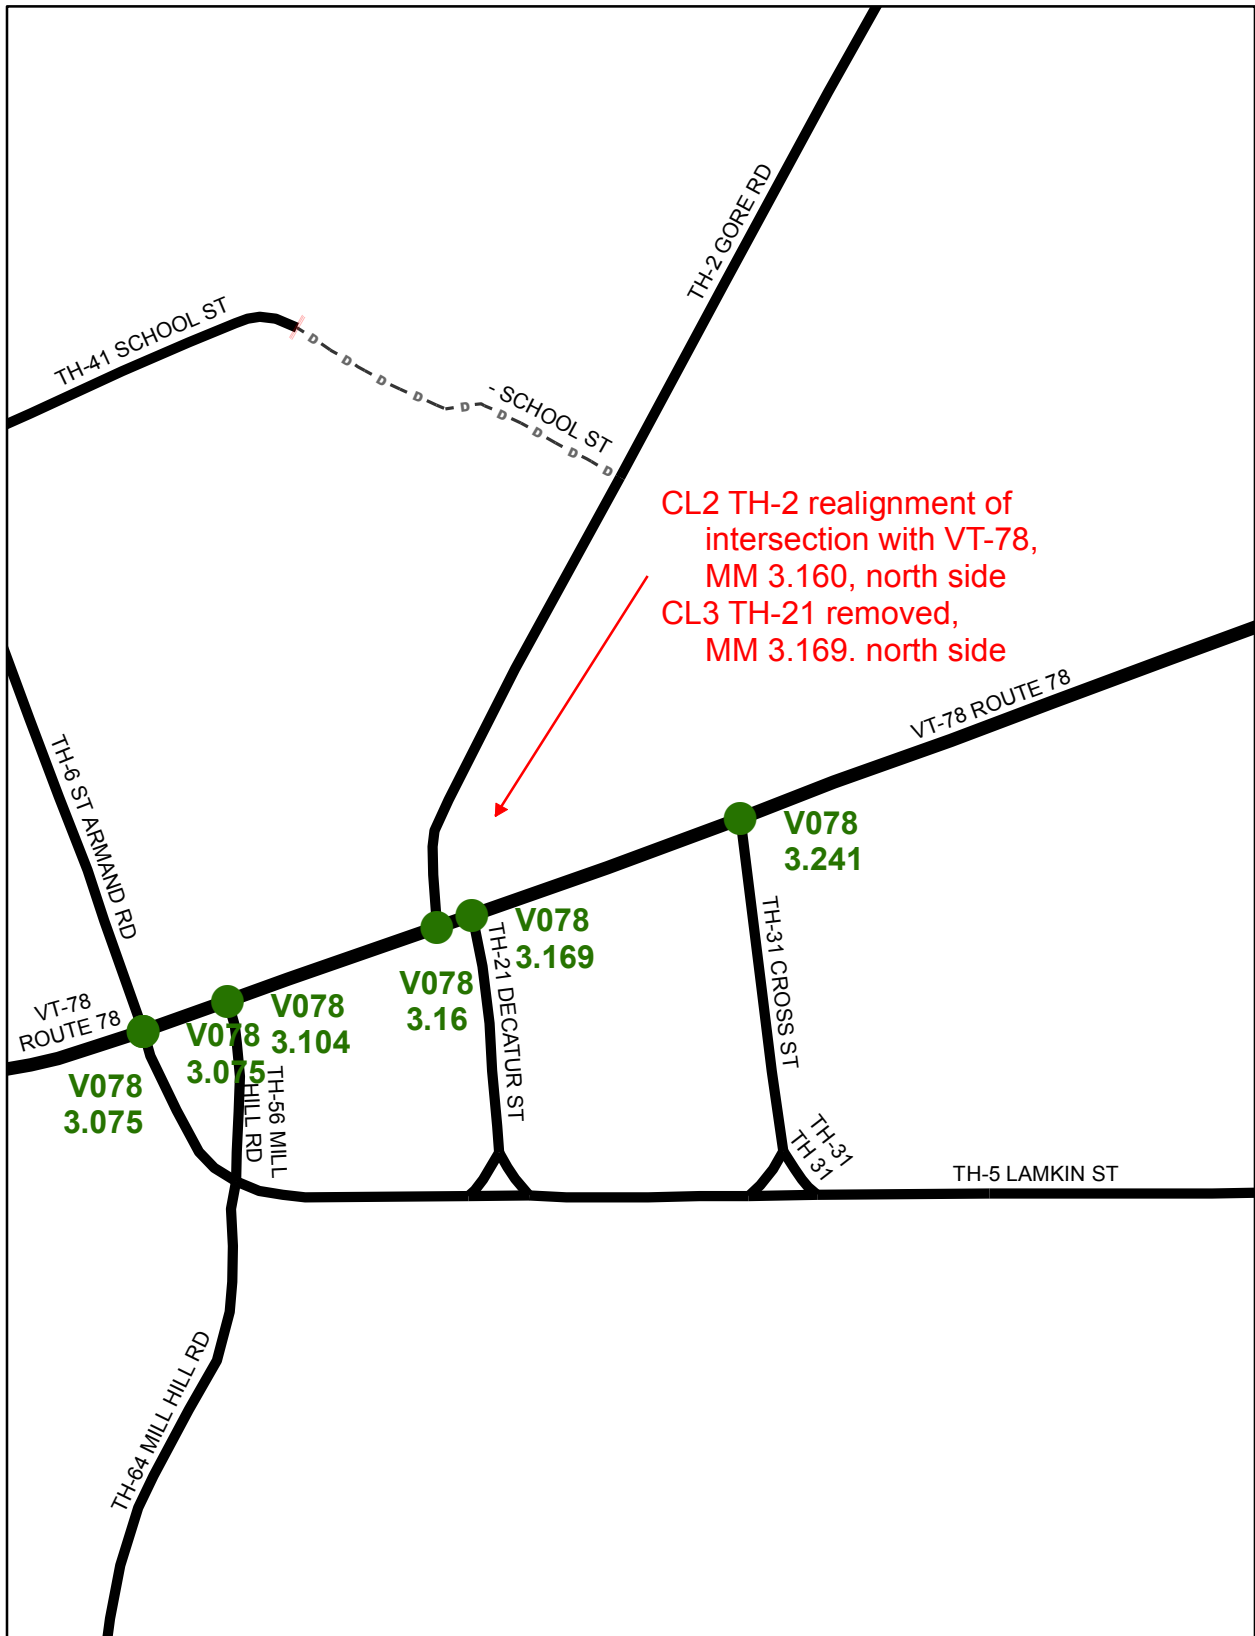 TH-2 GORE RD
TH-41 SCHOOL ST
D
D
D
D
D
D
D
D
D
- SCHOOL ST
CL2 TH-2 realignment of
intersection with VT-78,
MM 3.160, north side
CL3 TH-21 removed,
MM 3.169. north side
VT-78 ROUTE 78
TH-6 ST ARMAND RD
V078
3.241
V078
3.169
V078
3.16
TH-21 DECATUR ST
TH-31 CROSS ST
VT-78
ROUTE 78
V078
3.104
V078
3.075
V078
3.075
TH-56 MILL
HILL RD
TH-31
TH 31
TH-5 LAMKIN ST
TH-64 MILL HILL RD